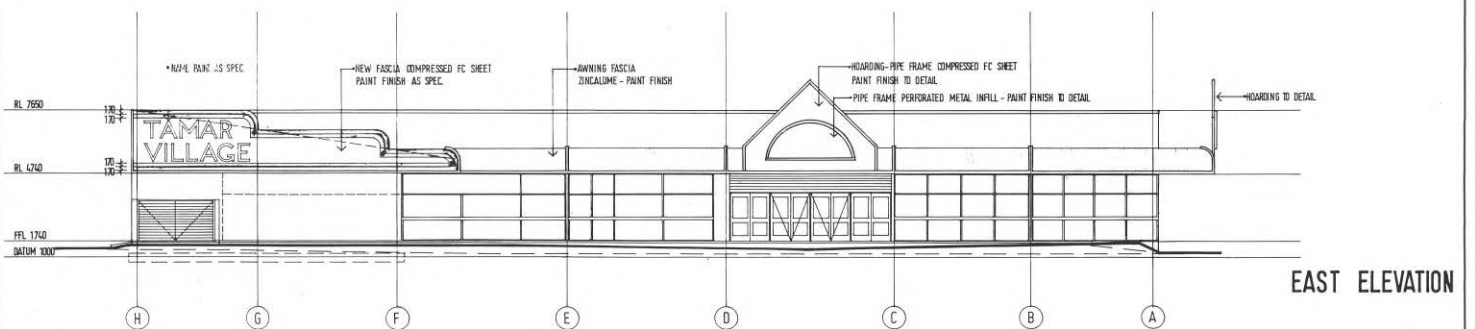 •NAME PAINT AS SPEC.
NEW FASCIA COMPRESSED FC SHEET
PAINT FINISH AS SPEC.
AWNING FASCIA
ZINCALUME - PAINT FINISH
HOARDING-PIPE FRAME COMPRESSED FC SHEET
PAINT FINISH TO DETAIL
PIPE FRAME PERFORATED METAL INFILL - PAINT FINISH TO DETAIL
HOARDING TO DETAIL
RL 7650
170
170
TAMAR
VILLAGE
RL 4740
170
170
FFL 1740
DATUM 1000
EAST ELEVATION
H G F E D C B A